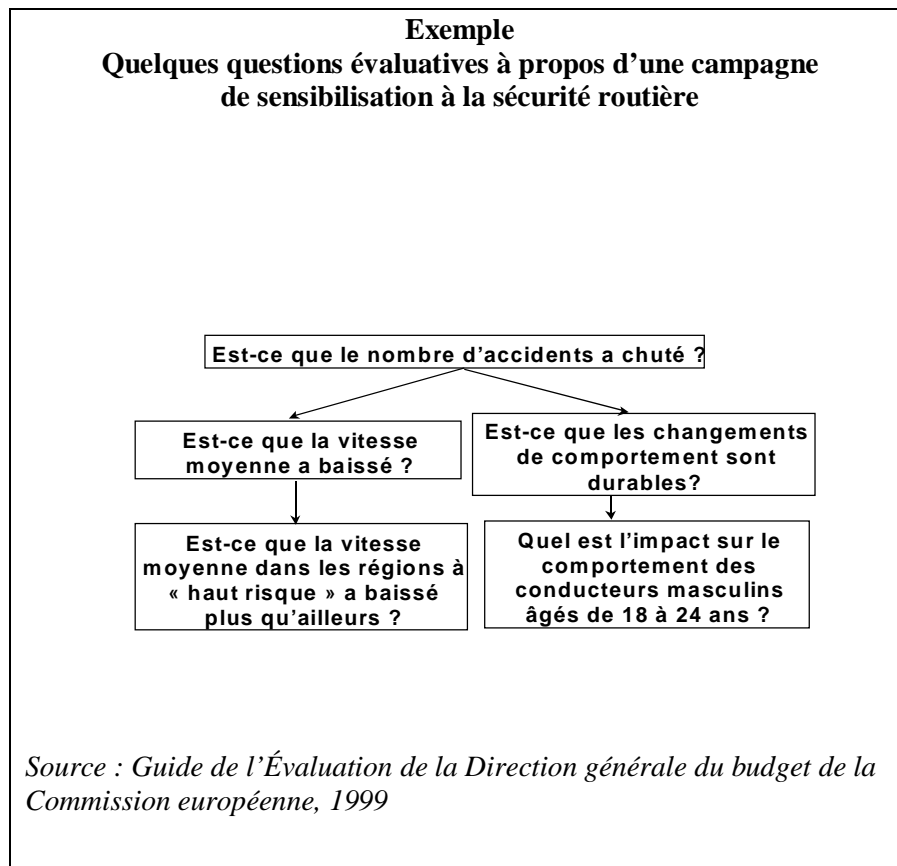 Exemple
Quelques questions évaluatives à propos d’une campagne
de sensibilisation à la sécurité routière
Est-ce que le nombre d’accidents a chuté ?
Est-ce que la vitesse
moyenne a baissé ?
Est-ce que les changements
de comportement sont
durables?
Est-ce que la vitesse
moyenne dans les régions à
« haut risque » a baissé
plus qu’ailleurs ?
Quel est l’impact sur le
comportement des
conducteurs masculins
âgés de 18 à 24 ans ?
Source : Guide de l’Évaluation de la Direction générale du budget de la
Commission européenne, 1999